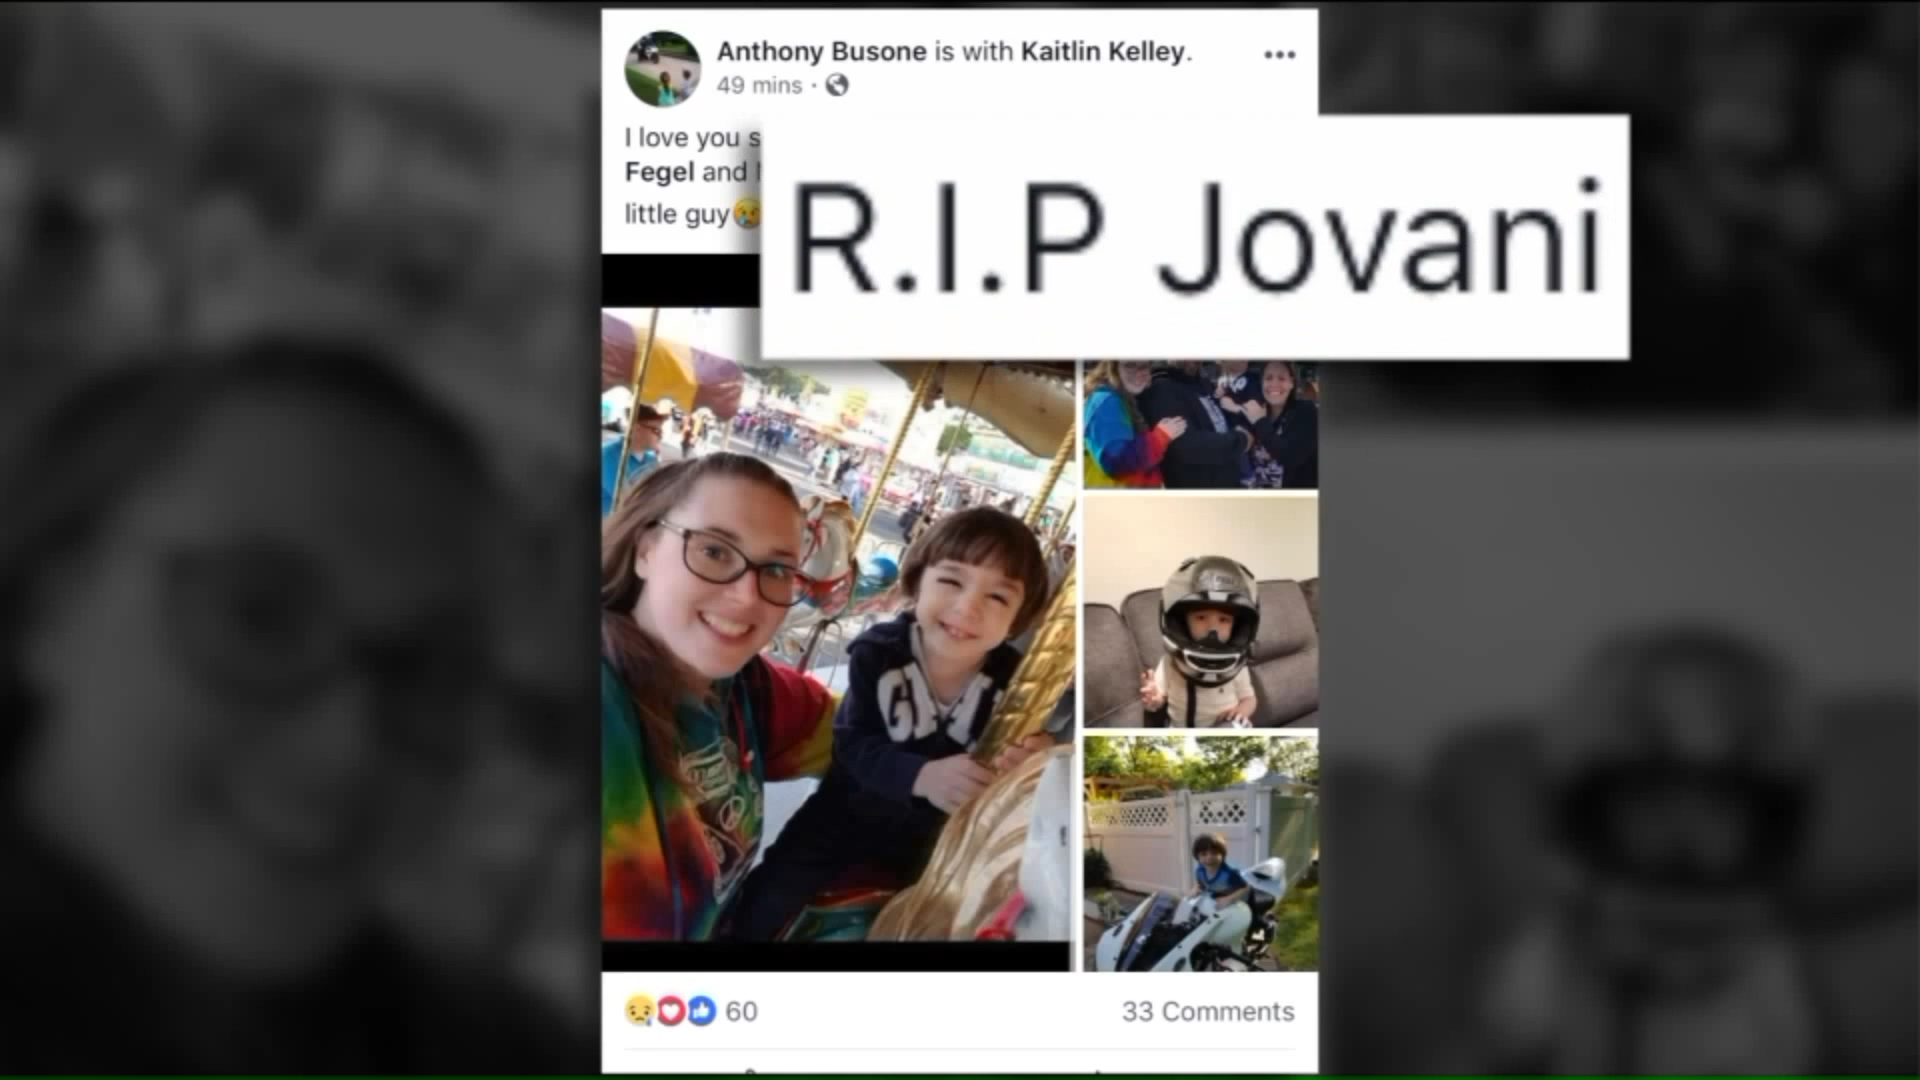 Anthony Busone is with Kaitlin Kelley.
49 mins ·
I love you
Fegel and
little guy😢
R.I.P Jovani
60
33 Comments